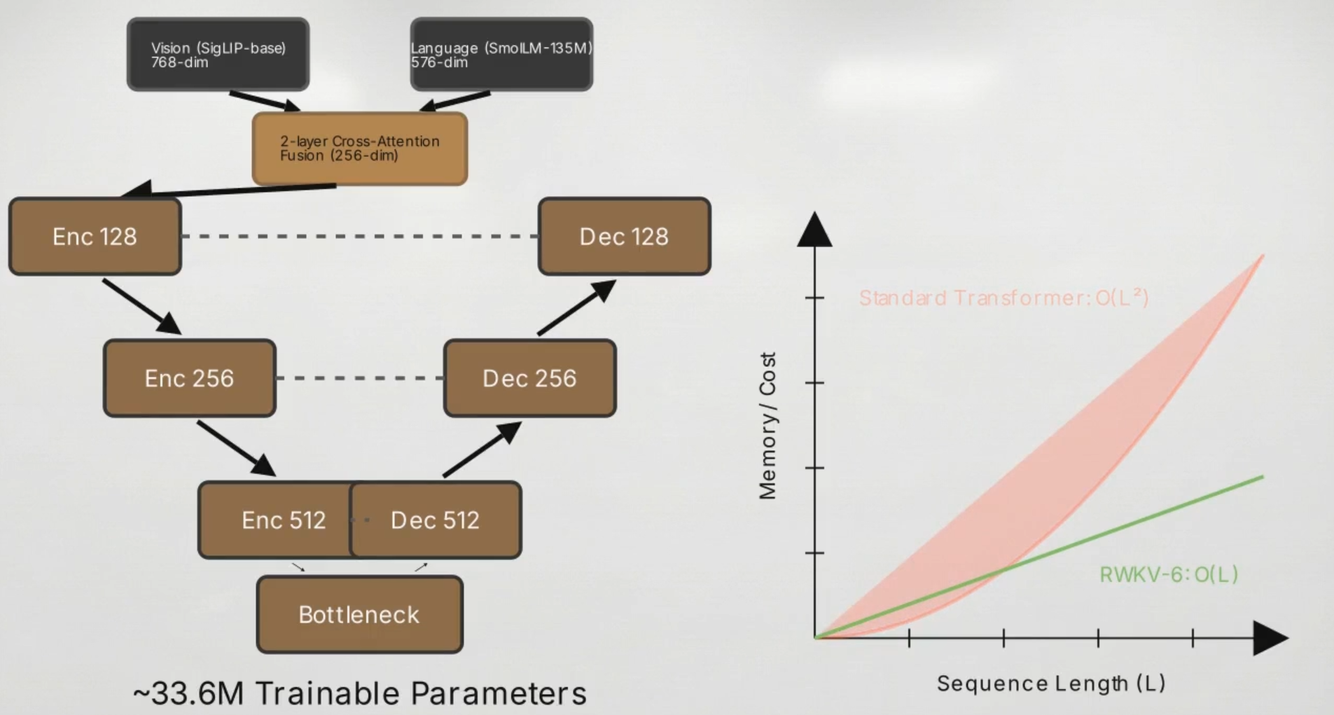 Vision (SigLIP-base)
768-dim
Language (SmolLM-135M)
576-dim
2-layer Cross-Attention
Fusion (256-dim)
Enc 128
Dec 128
Enc 256
Dec 256
Enc 512
Dec 512
Bottleneck
~33.6M Trainable Parameters
Standard Transformer: O(L²)
Memory / Cost
RWKV-6: O(L)
Sequence Length (L)